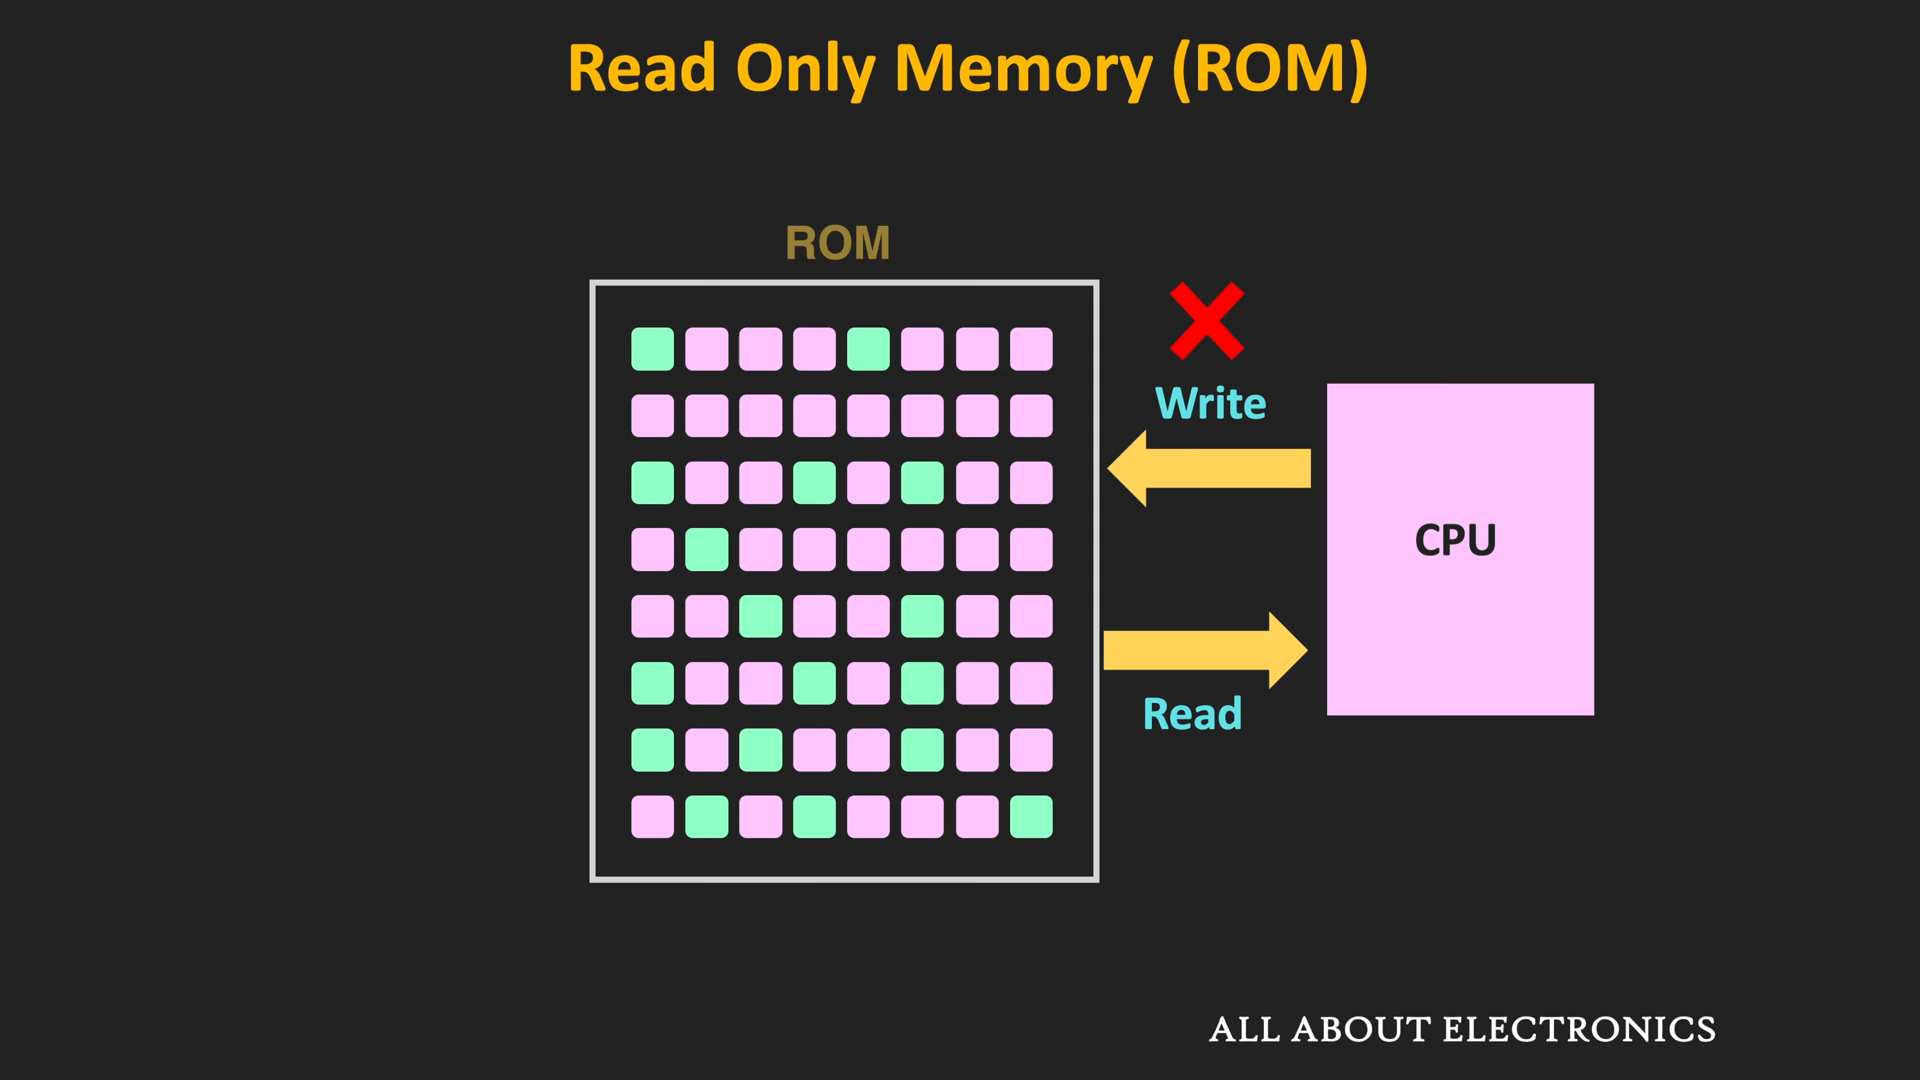 Read Only Memory (ROM)
ROM
Write
CPU
Read
ALL ABOUT ELECTRONICS